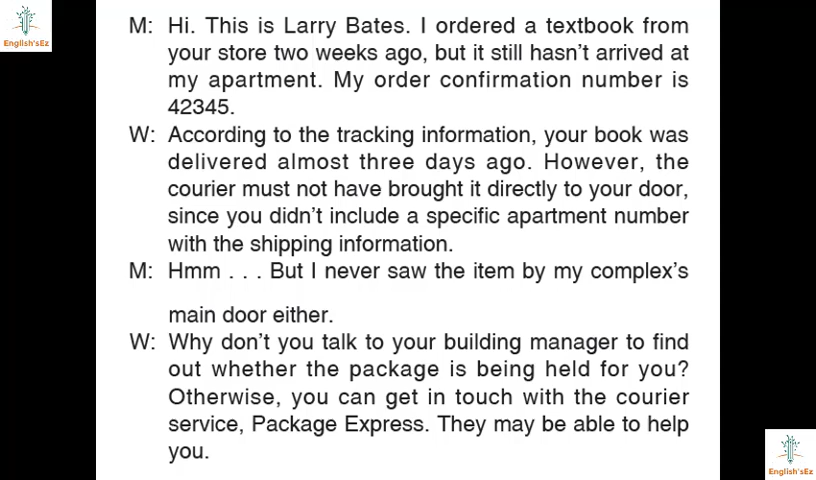 English'sEz
M: Hi. This is Larry Bates. I ordered a textbook from
your store two weeks ago, but it still hasn't arrived at
my apartment. My order confirmation number is
42345.
W: According to the tracking information, your book was
delivered almost three days ago. However, the
courier must not have brought it directly to your door,
since you didn't include a specific apartment number
with the shipping information.
M: Hmm . . . But I never saw the item by my complex's
main door either.
W: Why don't you talk to your building manager to find
out whether the package is being held for you?
Otherwise, you can get in touch with the courier
service, Package Express. They may be able to help
you.
English'sEz